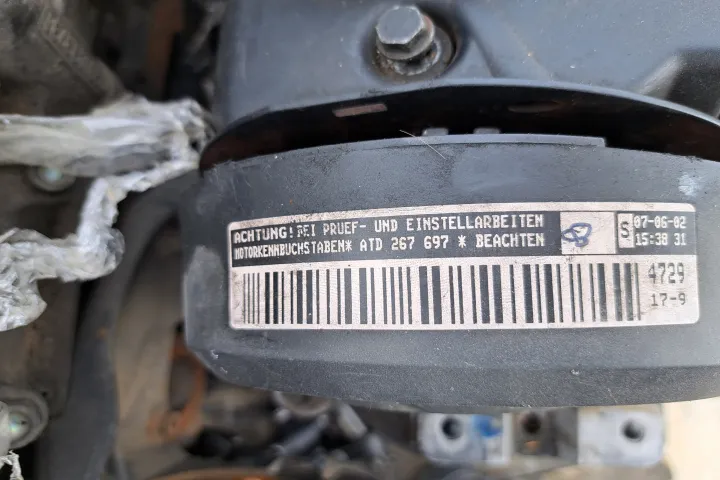 ACHTUNG! BEI PRUEF- UND EINSTELLARBEITEN
MOTORKENNBUCHSTABEN* ATD 267 697 * BEACHTEN
S
07-06-02
15:38 31
4729
17-9